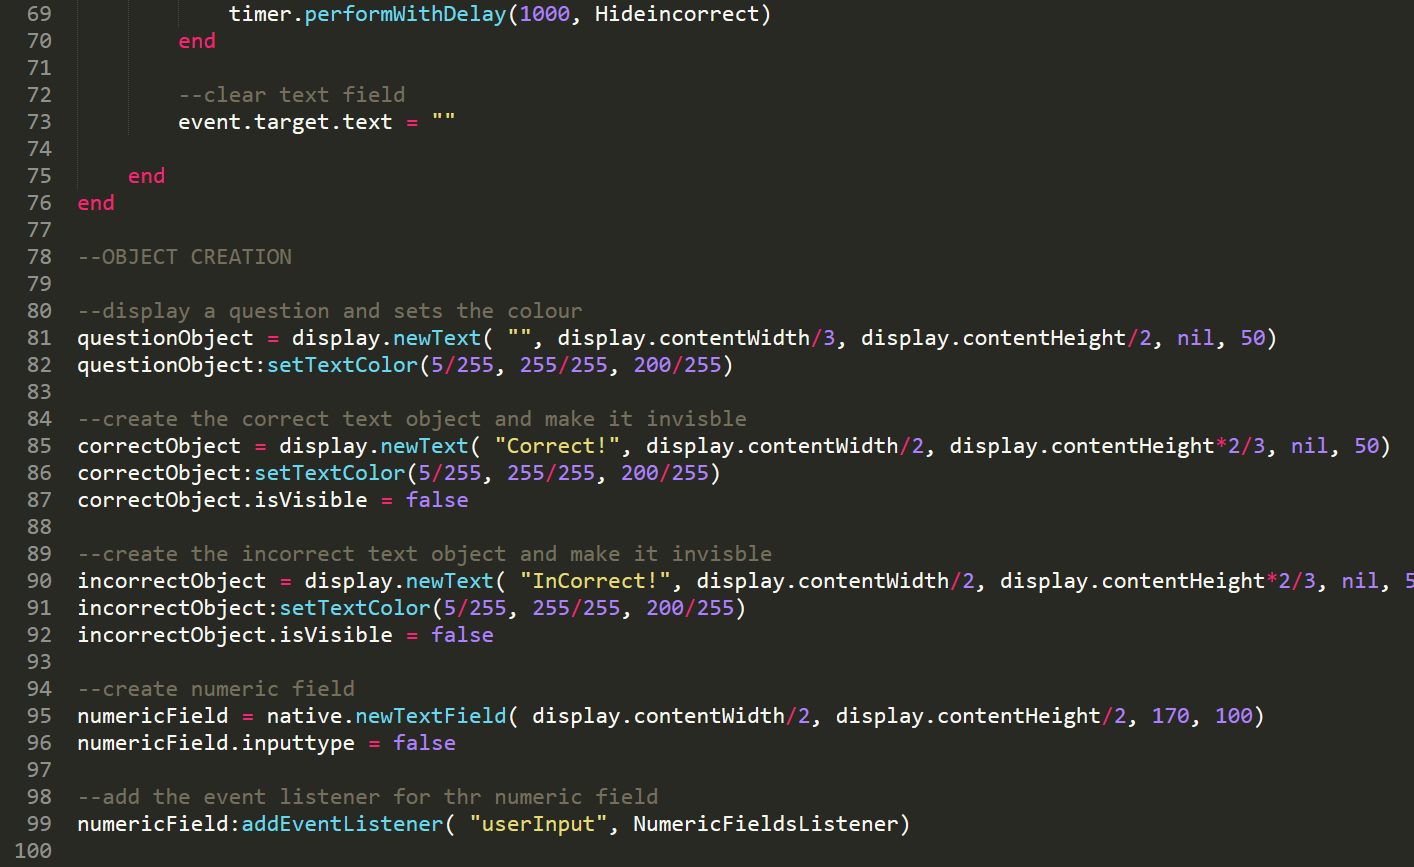 69 timer.performWithDelay(1000, Hideincorrect)
70 end
71
72 --clear text field
73 event.target.text = ""
74
75 end
76 end
77
78 --OBJECT CREATION
79
80 --display a question and sets the colour
81 questionObject = display.newText( "", display.contentWidth/3, display.contentHeight/2, nil, 50)
82 questionObject:setTextColor(5/255, 255/255, 200/255)
83
84 --create the correct text object and make it invisble
85 correctObject = display.newText( "Correct!", display.contentWidth/2, display.contentHeight*2/3, nil, 50)
86 correctObject:setTextColor(5/255, 255/255, 200/255)
87 correctObject.isVisible = false
88
89 --create the incorrect text object and make it invisble
90 incorrectObject = display.newText( "InCorrect!", display.contentWidth/2, display.contentHeight*2/3, nil, 5
91 incorrectObject:setTextColor(5/255, 255/255, 200/255)
92 incorrectObject.isVisible = false
93
94 --create numeric field
95 numericField = native.newTextField( display.contentWidth/2, display.contentHeight/2, 170, 100)
96 numericField.inputtype = false
97
98 --add the event listener for thr numeric field
99 numericField:addEventListener( "userInput", NumericFieldsListener)
100